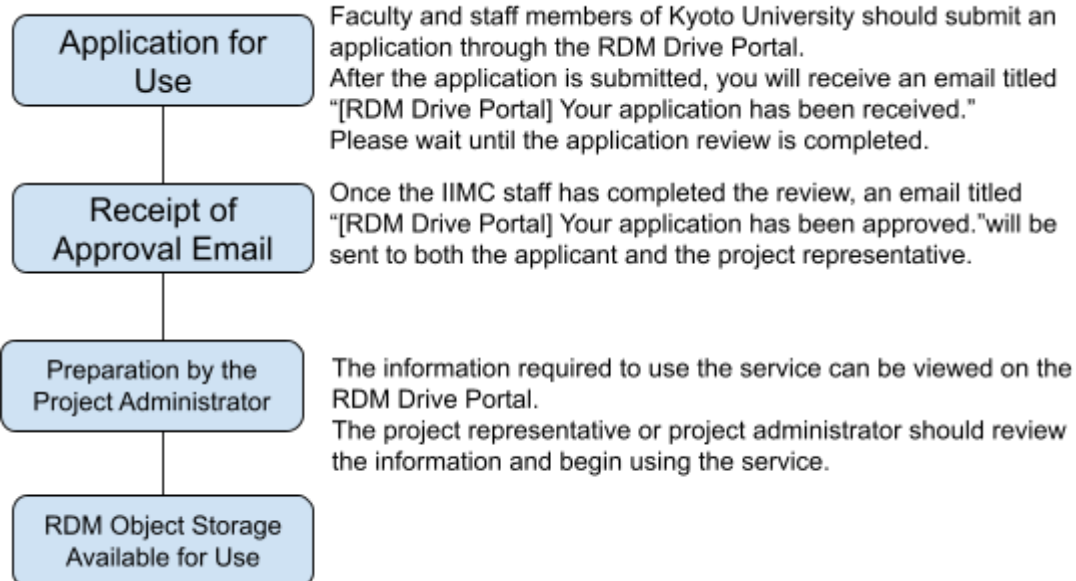 Application for
Use
Faculty and staff members of Kyoto University should submit an
application through the RDM Drive Portal.
After the application is submitted, you will receive an email titled
“[RDM Drive Portal] Your application has been received.”
Please wait until the application review is completed.
Receipt of
Approval Email
Once the IIMC staff has completed the review, an email titled
“[RDM Drive Portal] Your application has been approved.”will be
sent to both the applicant and the project representative.
Preparation by the
Project Administrator
The information required to use the service can be viewed on the
RDM Drive Portal.
The project representative or project administrator should review
the information and begin using the service.
RDM Object Storage
Available for Use